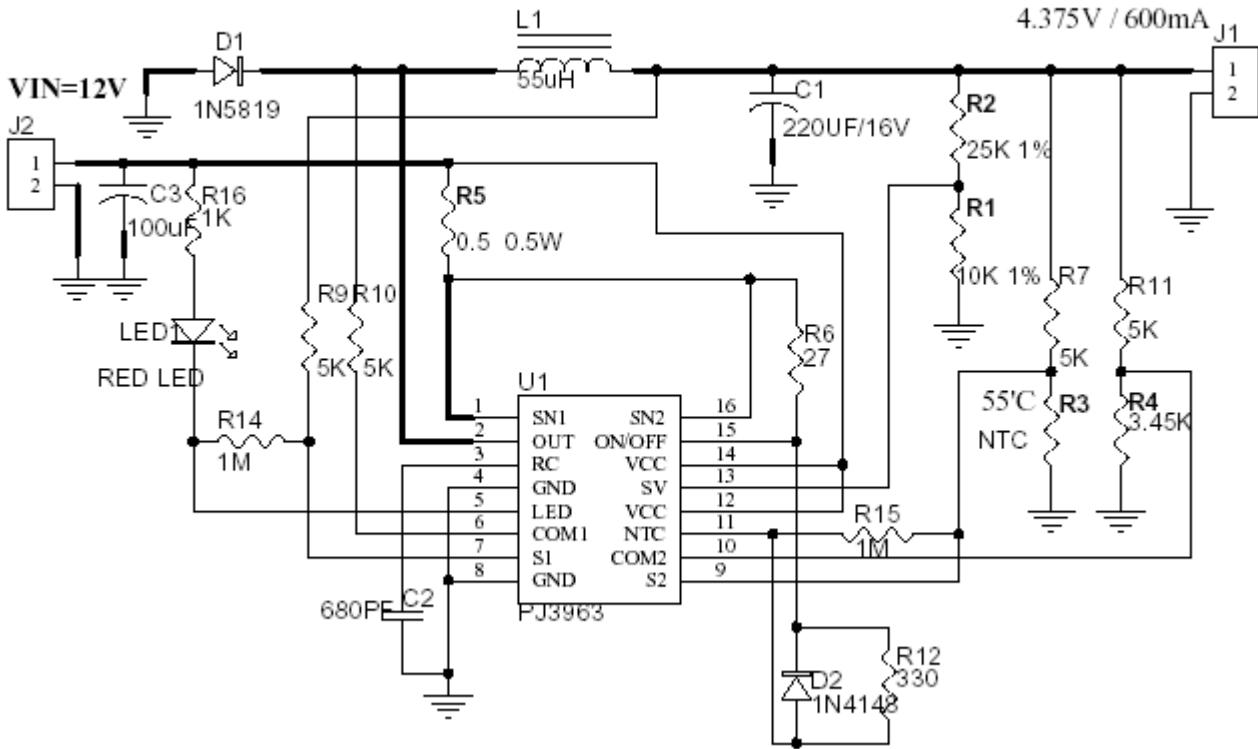 4.375V / 600mA
L1
J1
D1
55uH
1
2
VIN=12V
1N5819
C1
R2
220UF/16V
25K 1%
J2
1
2
C3
R16
1K
100uF
R5
0.5 0.5W
R1
10K 1%
R9
R10
R7
R11
LED1
5K
5K
R6
27
5K
5K
RED LED
U1
55'C
R3
R4
NTC
3.45K
R14
1M
1 SN1 SN2 16
2 OUT ON/OFF 15
3 RC VCC 14
4 GND SV 13
5 LED VCC 12
6 COM1 NTC 11
7 S1 COM2 10
8 GND S2 9
R15
1M
680PF
C2
PJ3963
R12
330
D2
1N4148